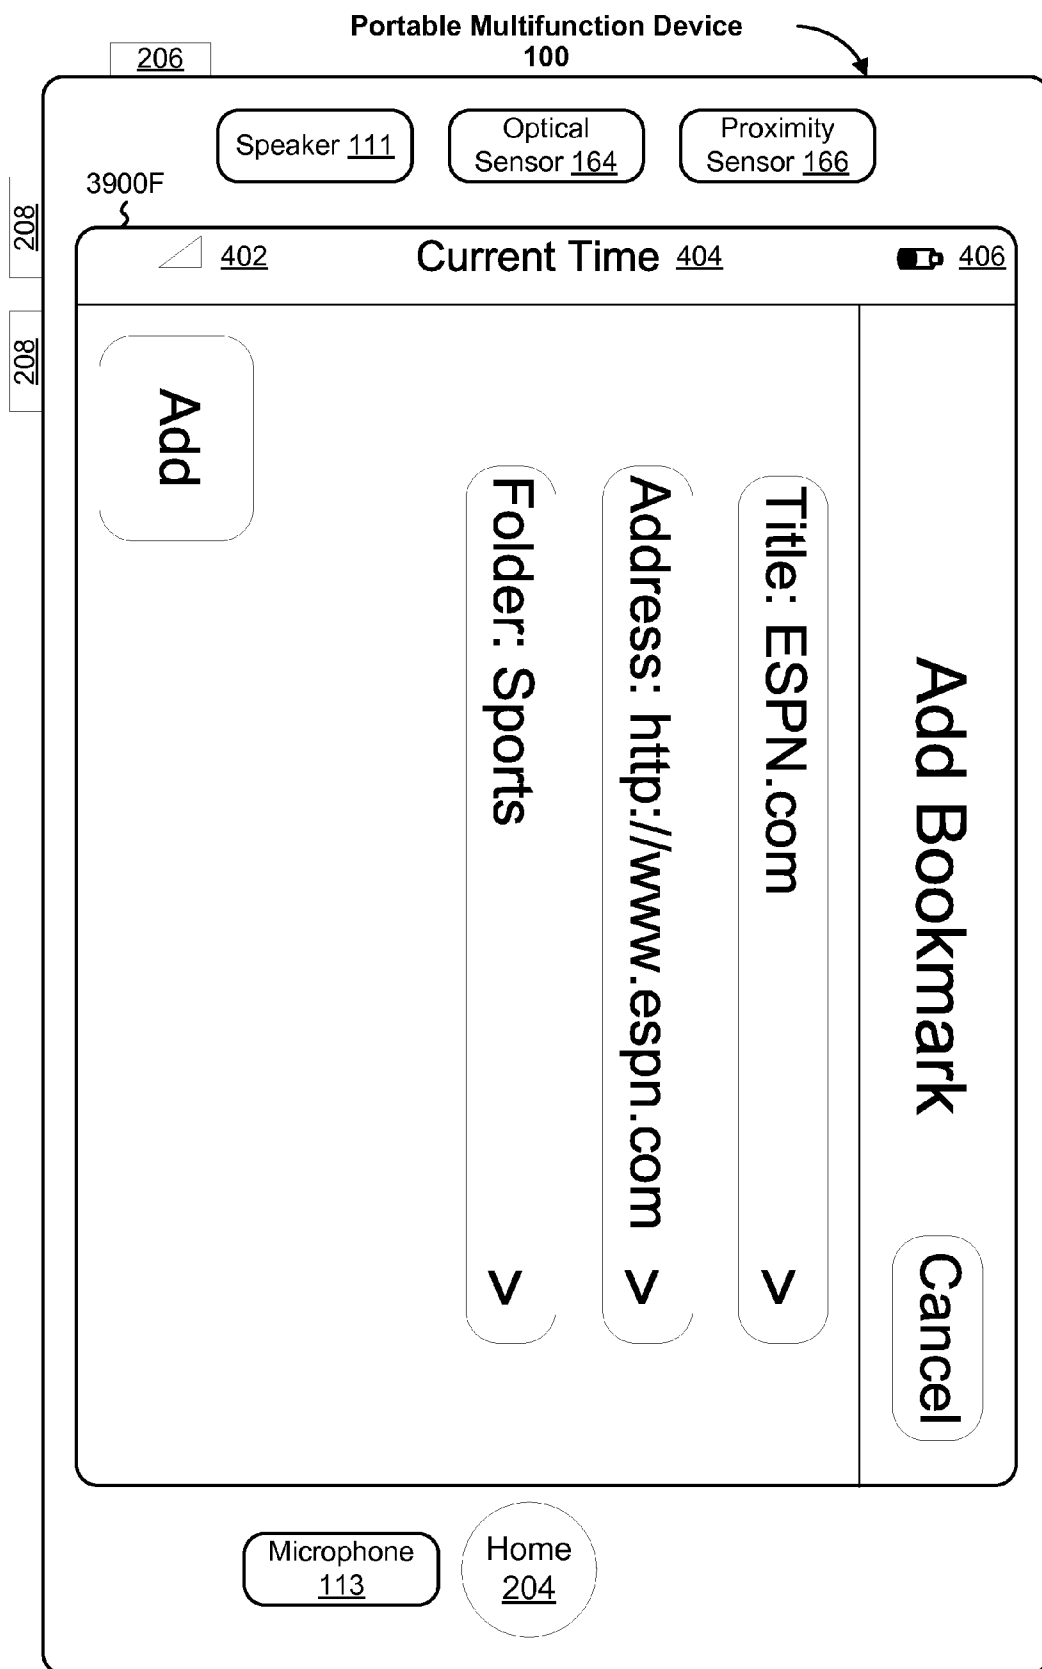 Portable Multifunction Device
100
206
Speaker 111
Optical
Sensor 164
Proximity
Sensor 166
3900F
208
208
402
Current Time 404
406
Add Bookmark
Cancel
Title: ESPN.com >
Address: http://www.espn.com >
Folder: Sports >
Add
Microphone
113
Home
204